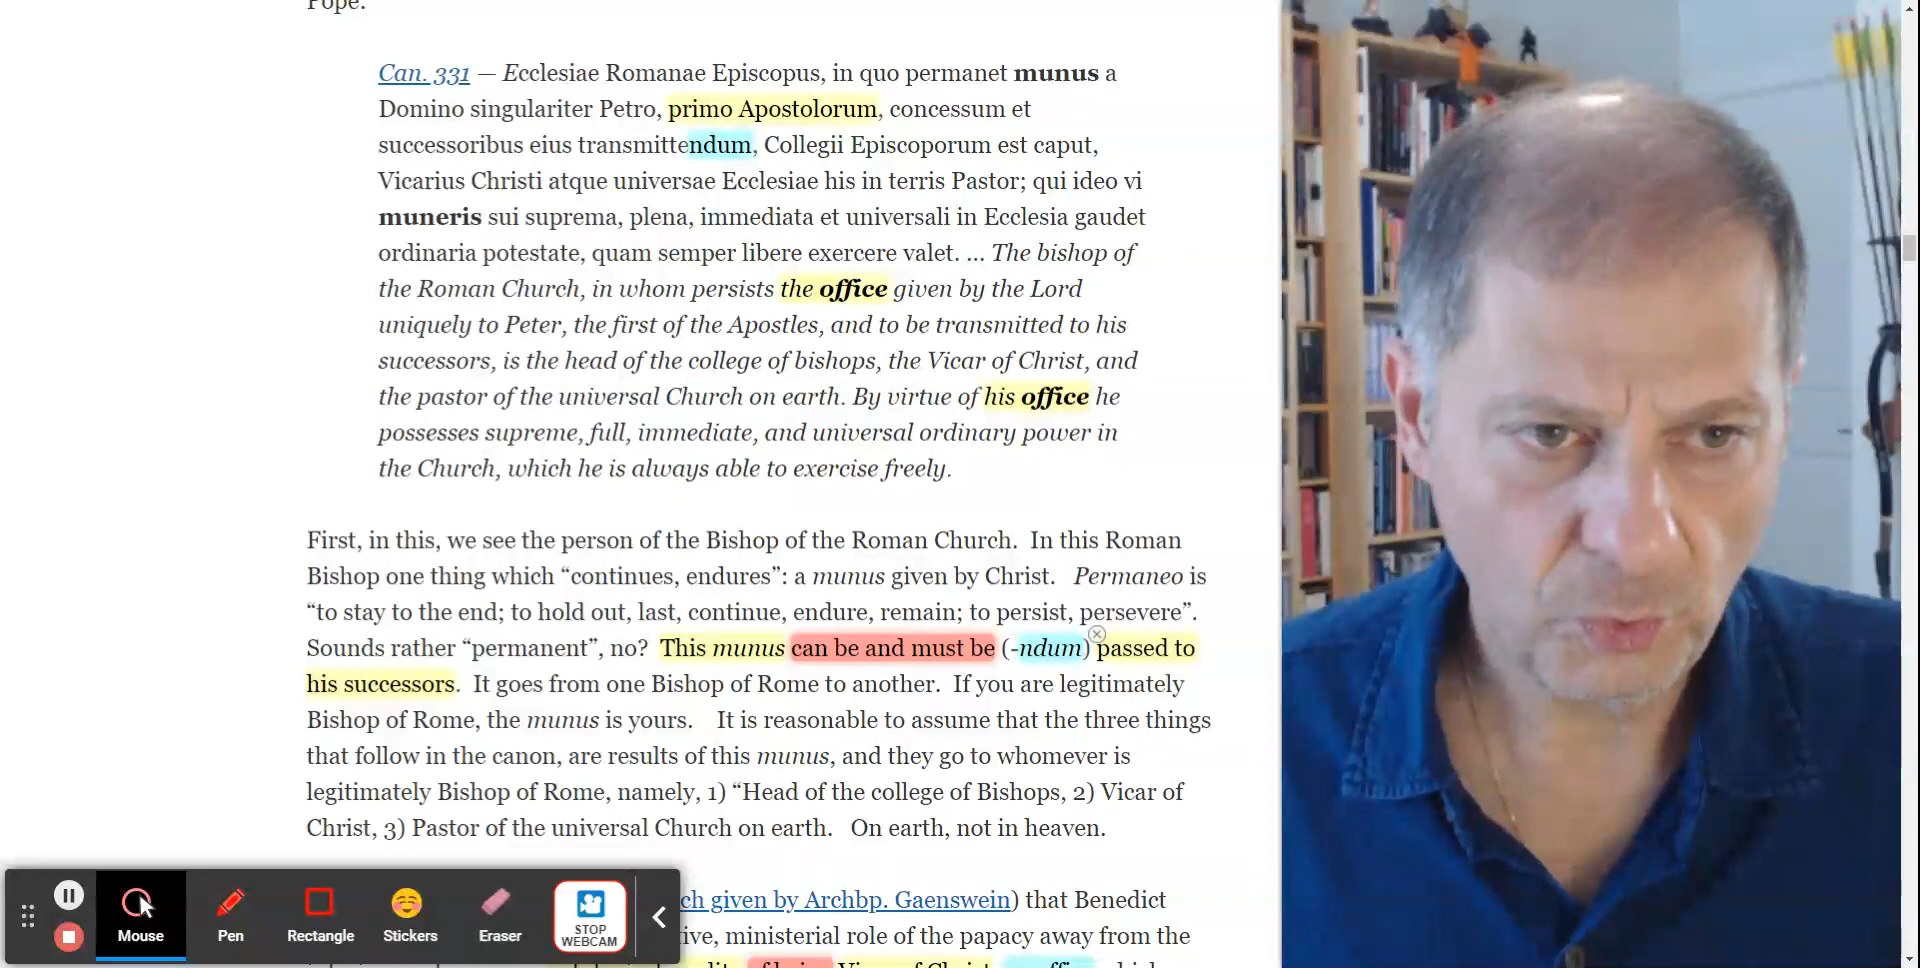 Pope.
Can. 331 — Ecclesiae Romanae Episcopus, in quo permanet munus a
Domino singulariter Petro, primo Apostolorum, concessum et
successoribus eius transmittendum, Collegii Episcoporum est caput,
Vicarius Christi atque universae Ecclesiae his in terris Pastor; qui ideo vi
muneris sui suprema, plena, immediata et universali in Ecclesia gaudet
ordinaria potestate, quam semper libere exercere valet. … The bishop of
the Roman Church, in whom persists the office given by the Lord
uniquely to Peter, the first of the Apostles, and to be transmitted to his
successors, is the head of the college of bishops, the Vicar of Christ, and
the pastor of the universal Church on earth. By virtue of his office he
possesses supreme, full, immediate, and universal ordinary power in
the Church, which he is always able to exercise freely.
First, in this, we see the person of the Bishop of the Roman Church. In this Roman
Bishop one thing which “continues, endures”: a munus given by Christ. Permaneo is
“to stay to the end; to hold out, last, continue, endure, remain; to persist, persevere”.
Sounds rather “permanent”, no? This munus can be and must be (-ndum) passed to
his successors. It goes from one Bishop of Rome to another. If you are legitimately
Bishop of Rome, the munus is yours. It is reasonable to assume that the three things
that follow in the canon, are results of this munus, and they go to whomever is
legitimately Bishop of Rome, namely, 1) “Head of the college of Bishops, 2) Vicar of
Christ, 3) Pastor of the universal Church on earth. On earth, not in heaven.
ch given by Archbp. Gaenswein) that Benedict
tive, ministerial role of the papacy away from the
Mouse
Pen
Rectangle
Stickers
Eraser
STOP
WEBCAM